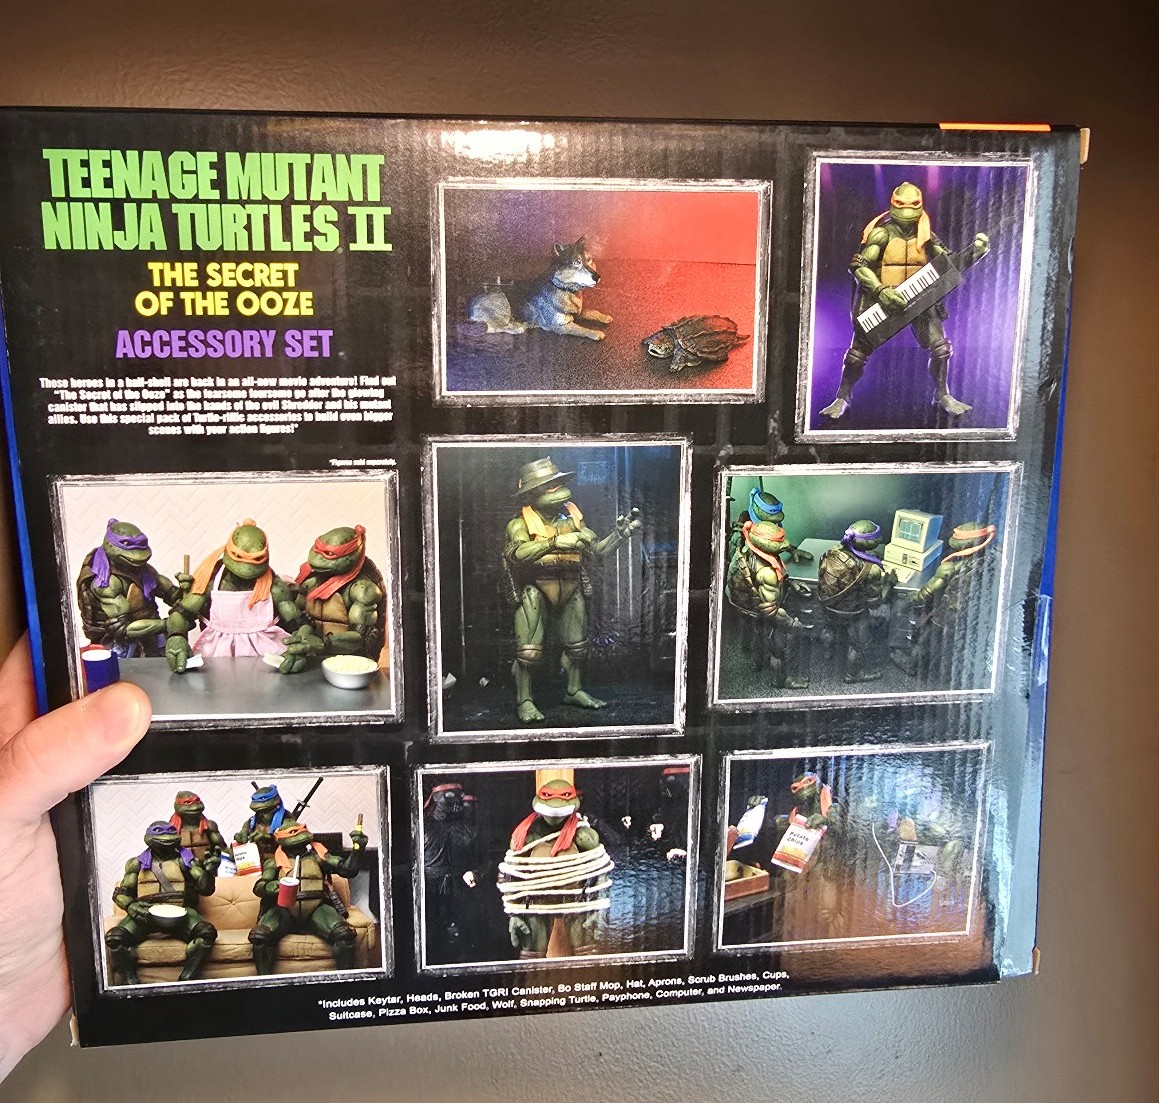 TEENAGE MUTANT
NINJA TURTLES II
THE SECRET
OF THE OOZE
ACCESSORY SET
These heroes in a half-shell are back in an all-new movie adventure! Find out
"The Secret of the Ooze" as the fearsome foursome go after the glowing
canister that has slipped into the hands of the evil Shredder and his mutant
allies. Use this special pack of Turtle-riffic accessories to build even bigger
scenes with your action figures!*
*Figures sold separately.
Potato
Chips
*Includes Keytar, Heads, Broken TGRI Canister, Bo Staff Mop, Hat, Aprons, Scrub Brushes, Cups,
Suitcase, Pizza Box, Junk Food, Wolf, Snapping Turtle, Payphone, Computer, and Newspaper.